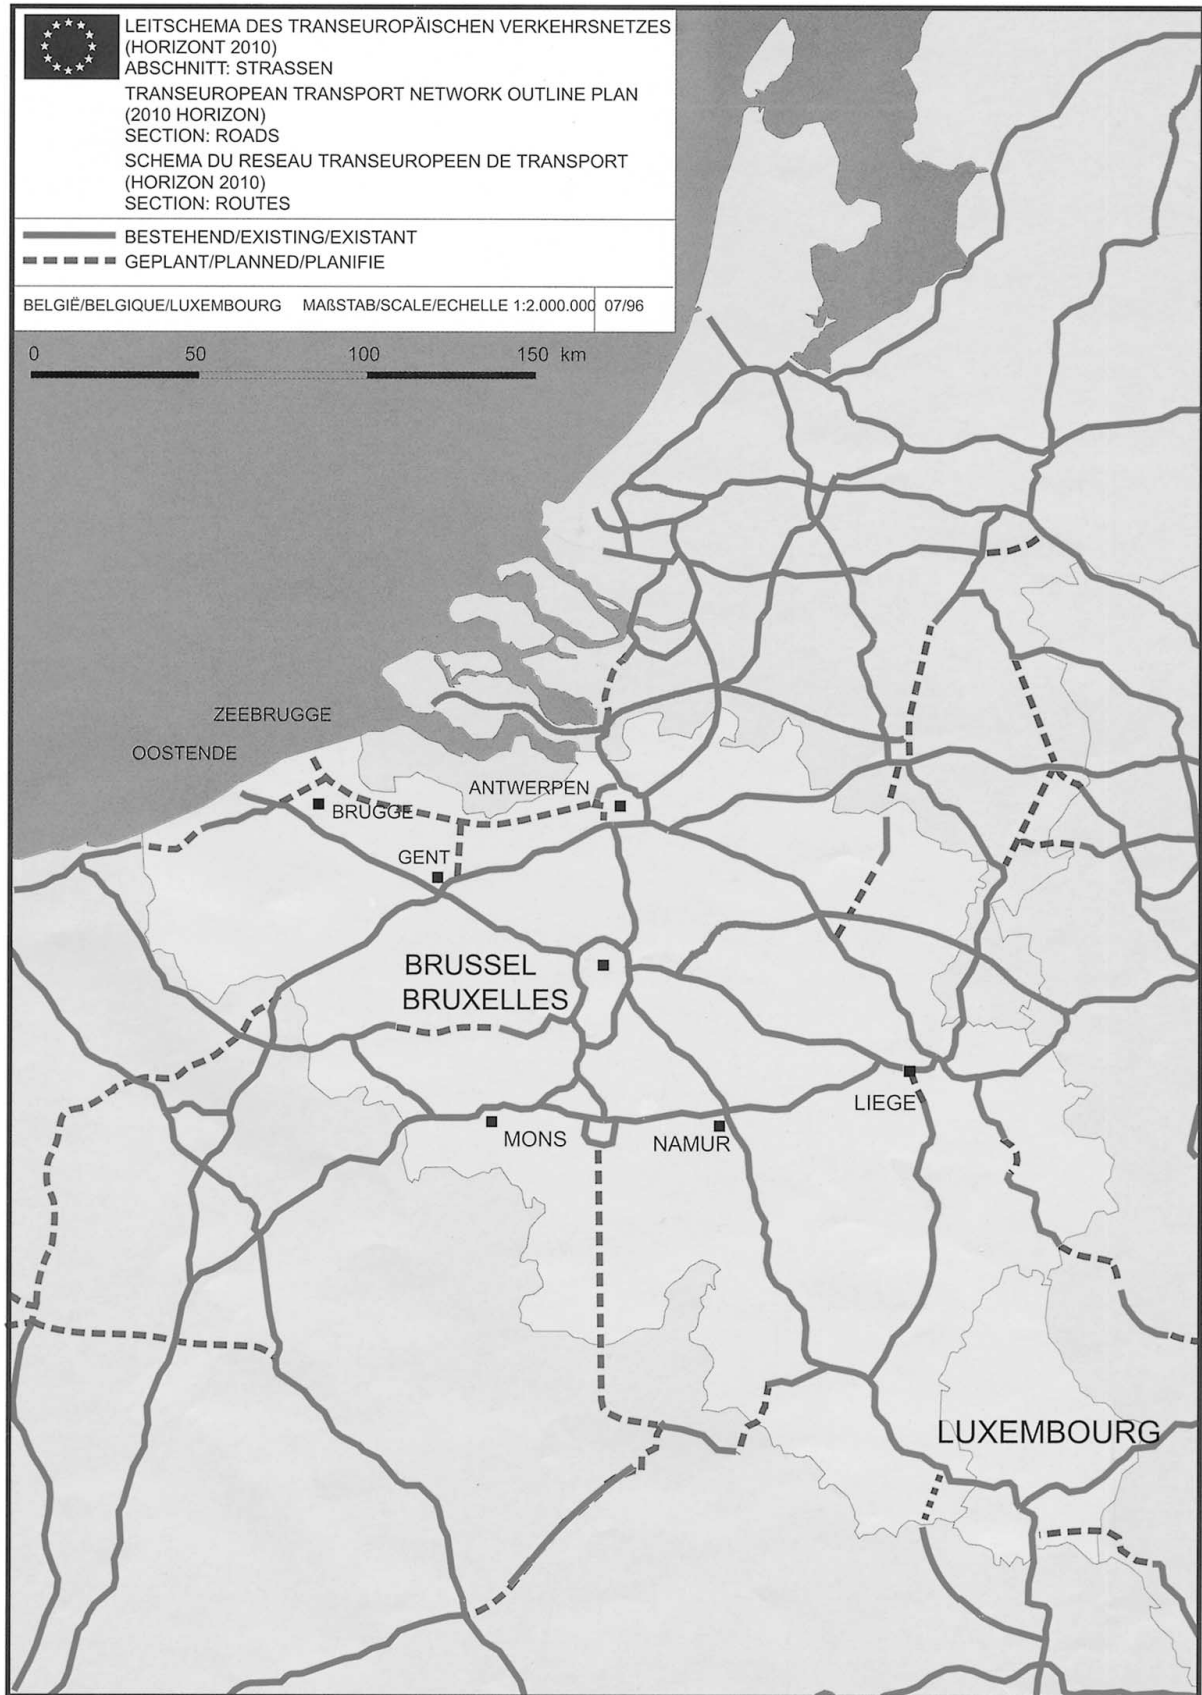 LEITSCHEMA DES TRANSEUROPÄISCHEN VERKEHRSNETZES
(HORIZONT 2010)
ABSCHNITT: STRASSEN
TRANSEUROPEAN TRANSPORT NETWORK OUTLINE PLAN
(2010 HORIZON)
SECTION: ROADS
SCHEMA DU RESEAU TRANSEUROPEEN DE TRANSPORT
(HORIZON 2010)
SECTION: ROUTES
BESTEHEND/EXISTING/EXISTANT
GEPLANT/PLANNED/PLANIFIE
BELGIË/BELGIQUE/LUXEMBOURG MAßSTAB/SCALE/ECHELLE 1:2.000.000 07/96
0 50 100 150 km
ZEEBRUGGE
OOSTENDE
ANTWERPEN
BRUGGE
GENT
BRUSSEL
BRUXELLES
LIEGE
MONS
NAMUR
LUXEMBOURG